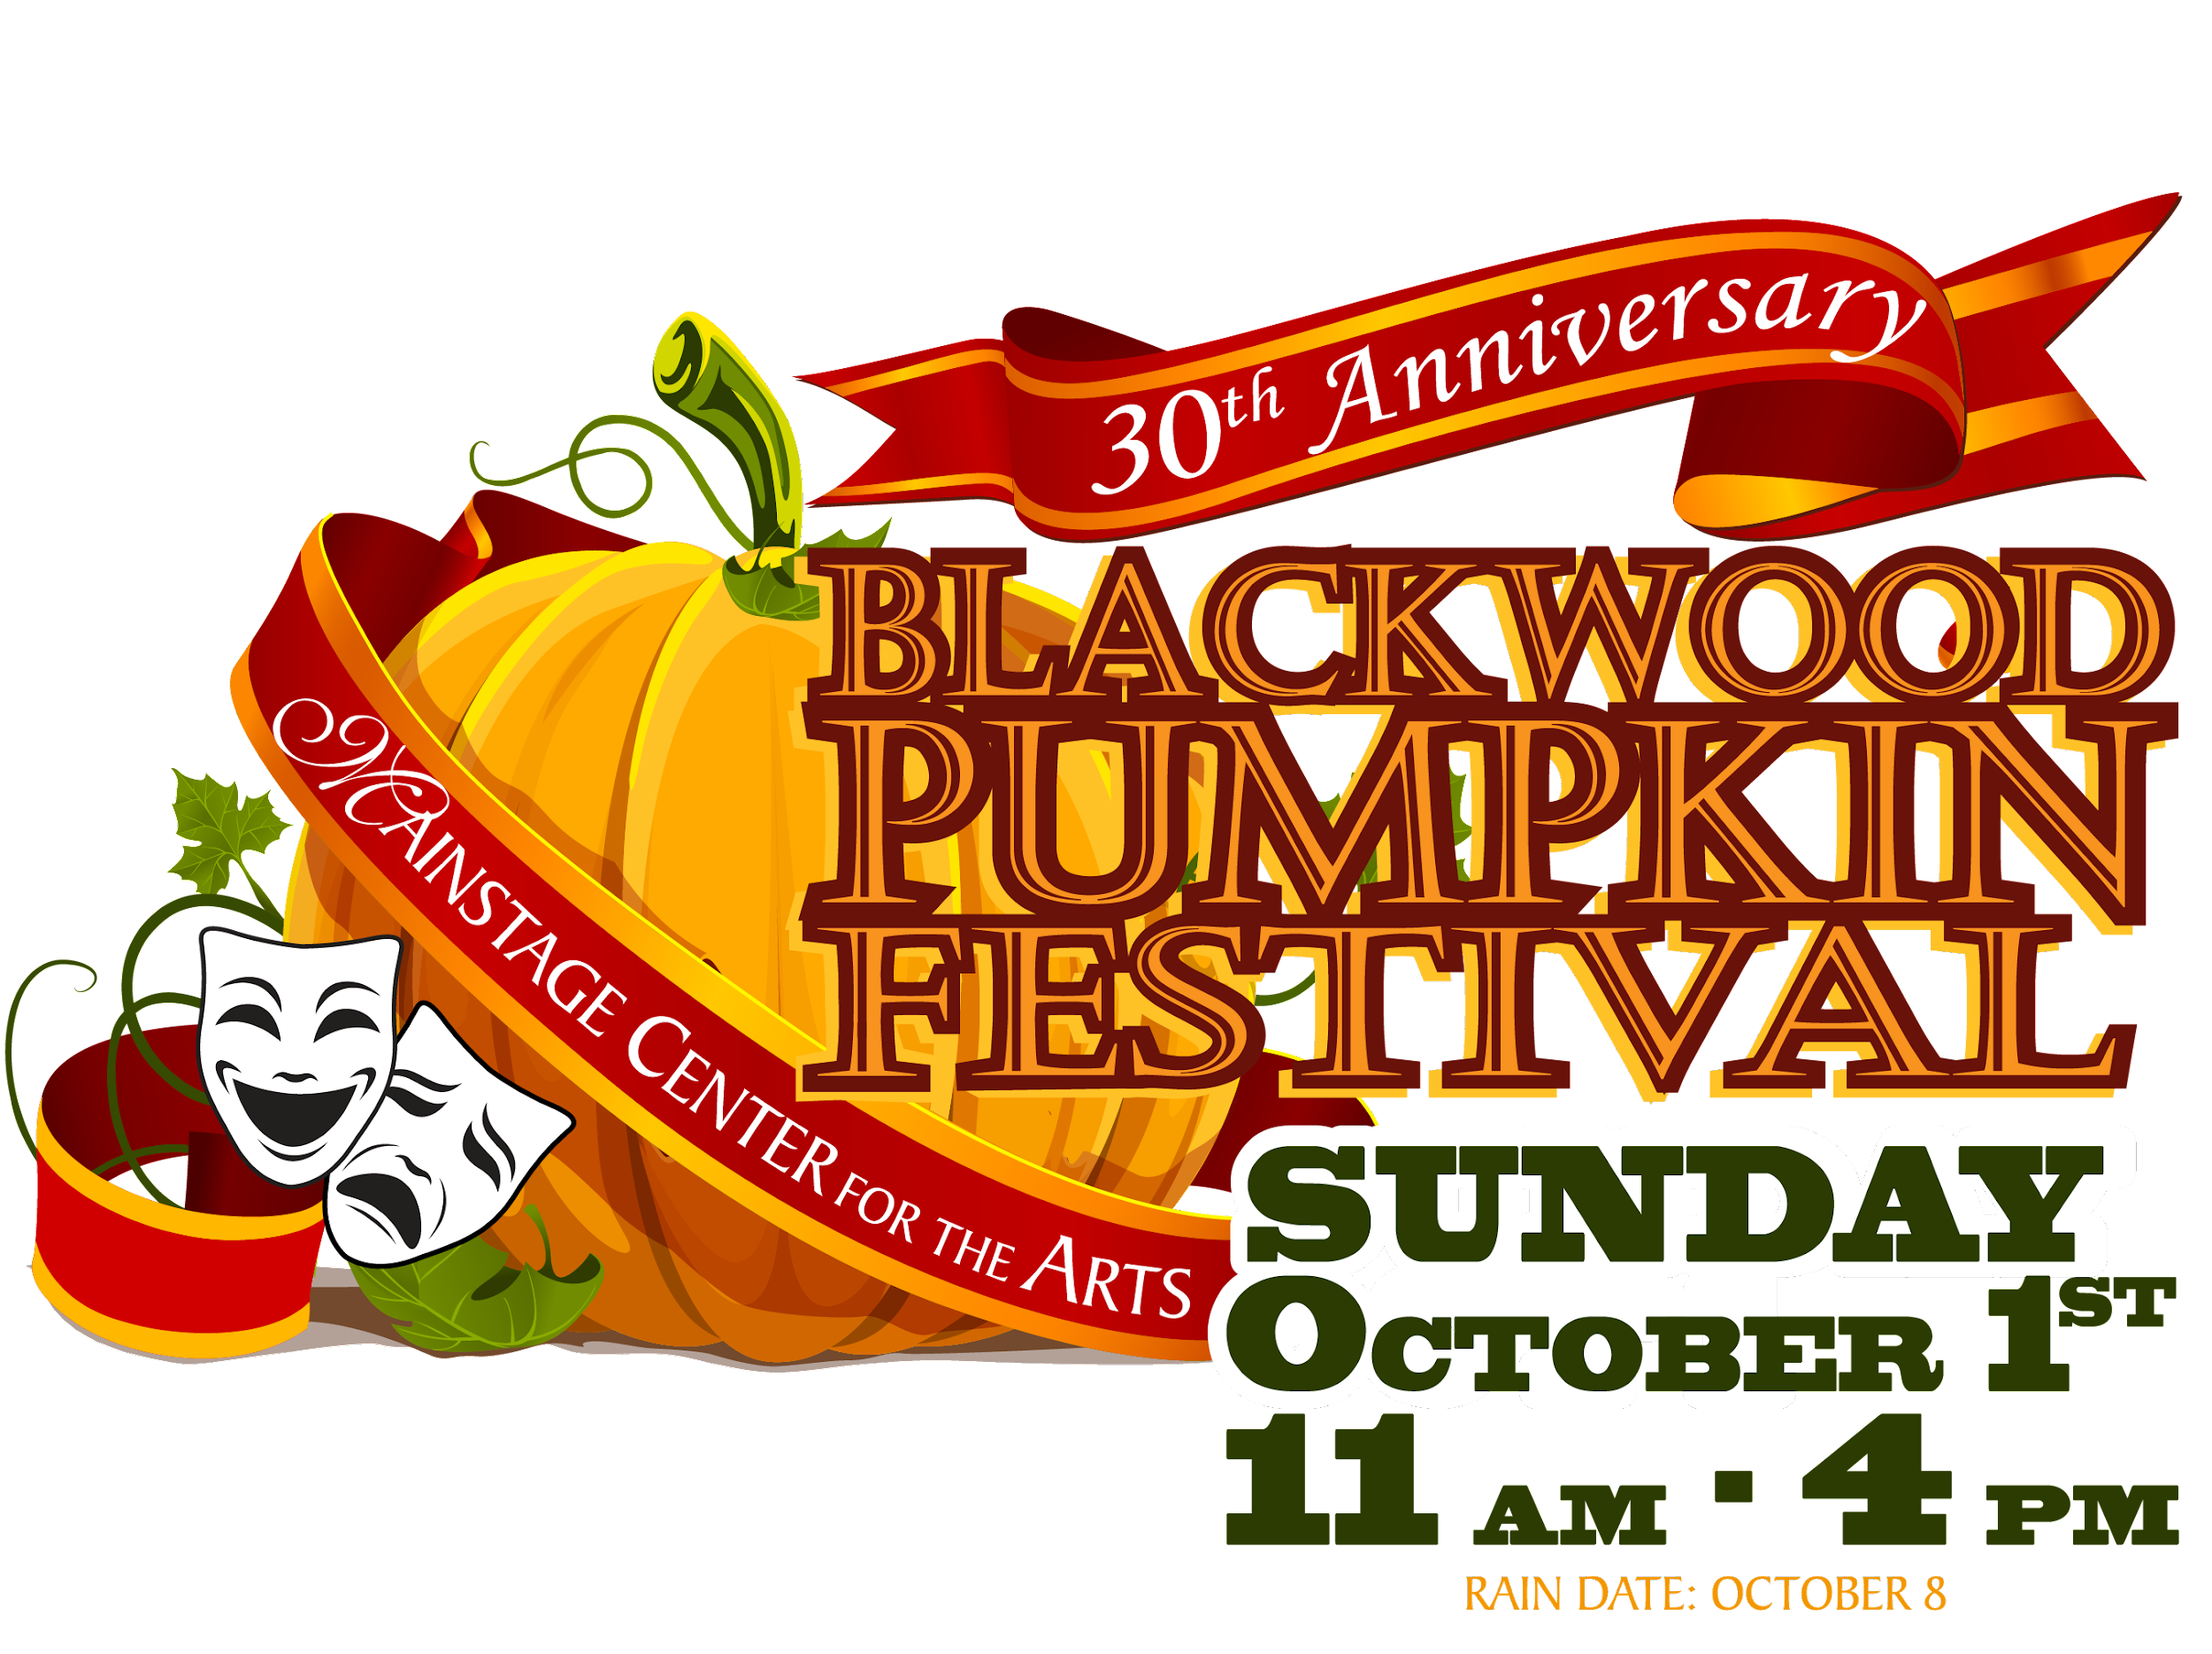 30th Anniversary
BLACKWOOD
PUMPKIN
FESTIVAL
MAINSTAGE CENTER FOR THE ARTS
SUNDAY
OCTOBER 1ST
11 AM - 4 PM
RAIN DATE: OCTOBER 8